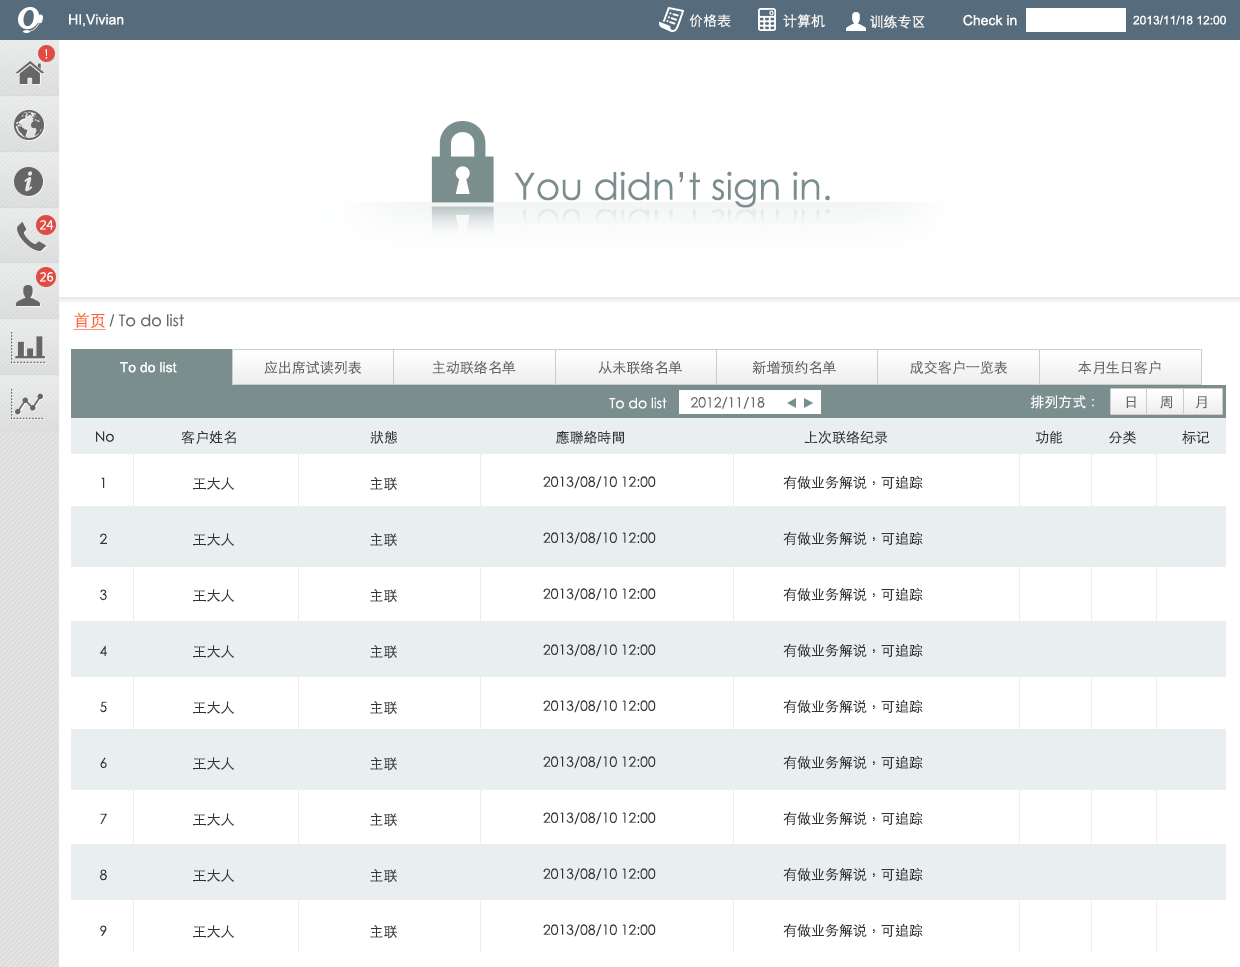 HI,Vivian 价格表 计算机 训练专区 Check in 2013/11/18 12:00
!
24
26
You didn't sign in.
首页 / To do list
To do list 应出席试读列表 主动联络名单 从未联络名单 新增预约名单 成交客户一览表 本月生日客户
To do list 2012/11/18 排列方式： 日 周 月
No 客户姓名 狀態 應聯絡時間 上次联络纪录 功能 分类 标记
1 王大人 主联 2013/08/10 12:00 有做业务解说，可追踪
2 王大人 主联 2013/08/10 12:00 有做业务解说，可追踪
3 王大人 主联 2013/08/10 12:00 有做业务解说，可追踪
4 王大人 主联 2013/08/10 12:00 有做业务解说，可追踪
5 王大人 主联 2013/08/10 12:00 有做业务解说，可追踪
6 王大人 主联 2013/08/10 12:00 有做业务解说，可追踪
7 王大人 主联 2013/08/10 12:00 有做业务解说，可追踪
8 王大人 主联 2013/08/10 12:00 有做业务解说，可追踪
9 王大人 主联 2013/08/10 12:00 有做业务解说，可追踪